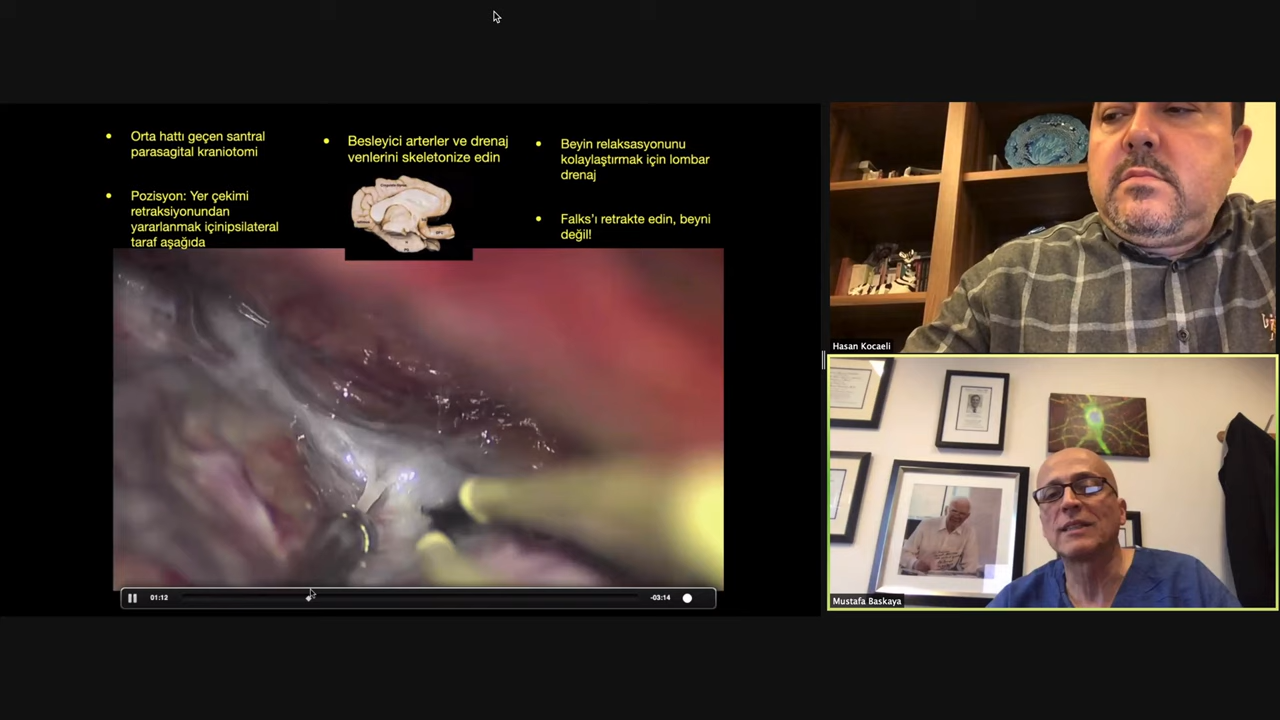 • Orta hattı geçen santral
parasagital kraniotomi
• Pozisyon: Yer çekimi
retraksiyonundan
yararlanmak içinipsilateral
taraf aşağıda
• Besleyici arterler ve drenaj
venlerini skeletonize edin
• Beyin relaksasyonunu
kolaylaştırmak için lombar
drenaj
• Falks’ı retrakte edin, beyni
değil!
01:12
-03:14
Hasan Kocaeli
Mustafa Baskaya